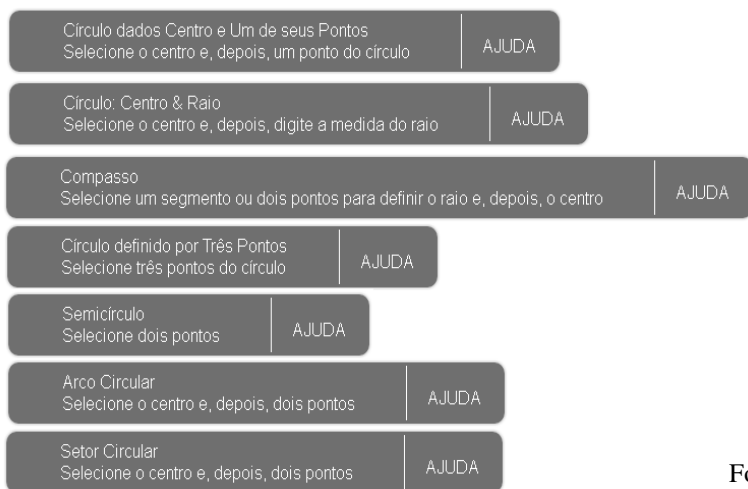 Círculo dados Centro e Um de seus Pontos
Selecione o centro e, depois, um ponto do círculo
AJUDA
Círculo: Centro & Raio
Selecione o centro e, depois, digite a medida do raio
AJUDA
Compasso
Selecione um segmento ou dois pontos para definir o raio e, depois, o centro
AJUDA
Círculo definido por Três Pontos
Selecione três pontos do círculo
AJUDA
Semicírculo
Selecione dois pontos
AJUDA
Arco Circular
Selecione o centro e, depois, dois pontos
AJUDA
Setor Circular
Selecione o centro e, depois, dois pontos
AJUDA
Fo